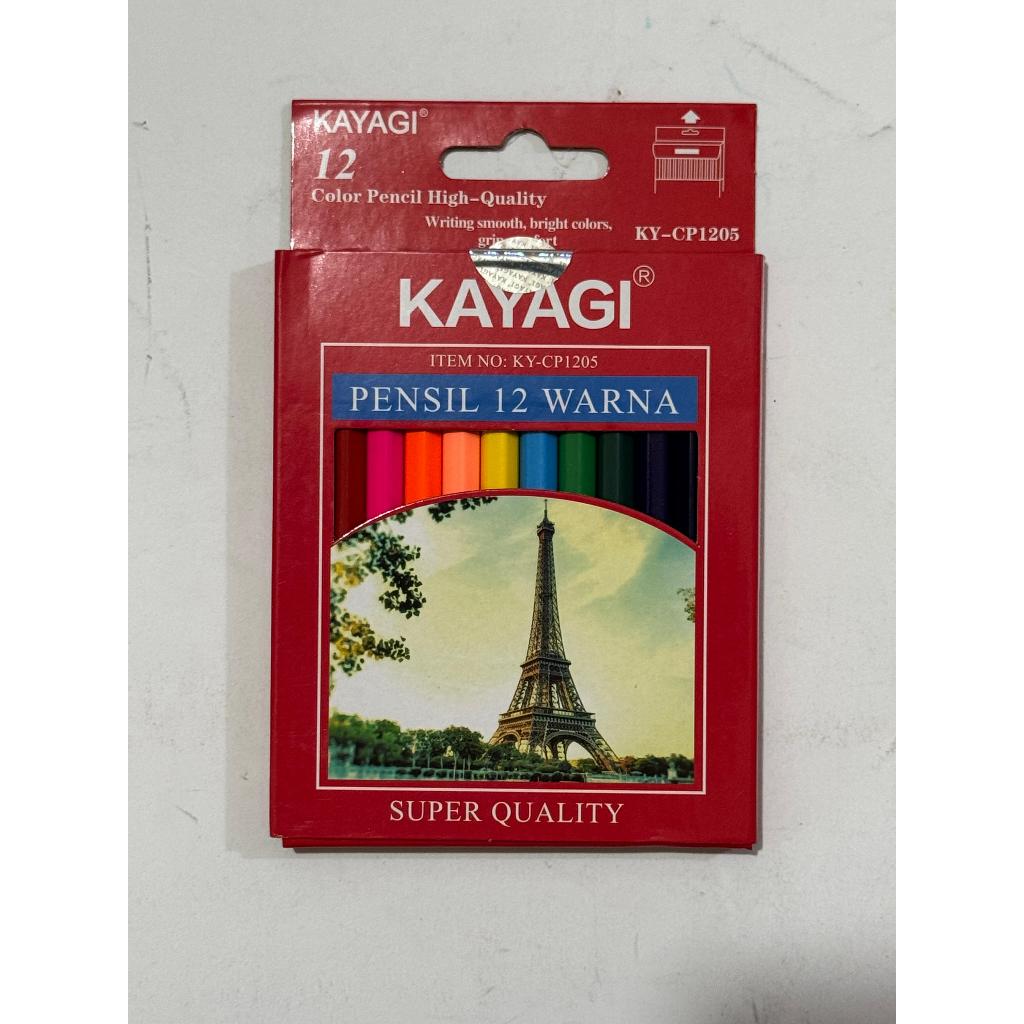 KAYAGI®
12
Color Pencil High-Quality
Writing smooth, bright colors,
KY-CP1205
KAYAGI®
ITEM NO: KY-CP1205
PENSIL 12 WARNA
SUPER QUALITY